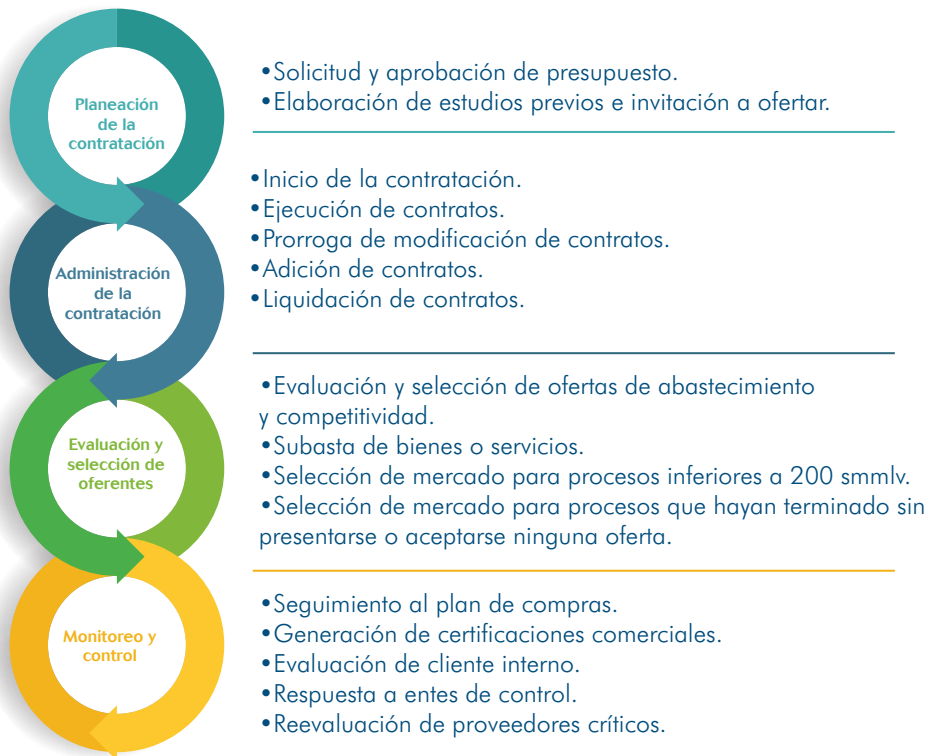 Planeación
de la
contratación
•Solicitud y aprobación de presupuesto.
•Elaboración de estudios previos e invitación a ofertar.
Administración
de la
contratación
•Inicio de la contratación.
•Ejecución de contratos.
•Prorroga de modificación de contratos.
•Adición de contratos.
•Liquidación de contratos.
Evaluación y
selección de
oferentes
•Evaluación y selección de ofertas de abastecimiento
y competitividad.
•Subasta de bienes o servicios.
•Selección de mercado para procesos inferiores a 200 smmlv.
•Selección de mercado para procesos que hayan terminado sin
presentarse o aceptarse ninguna oferta.
Monitoreo y
control
•Seguimiento al plan de compras.
•Generación de certificaciones comerciales.
•Evaluación de cliente interno.
•Respuesta a entes de control.
•Reevaluación de proveedores críticos.